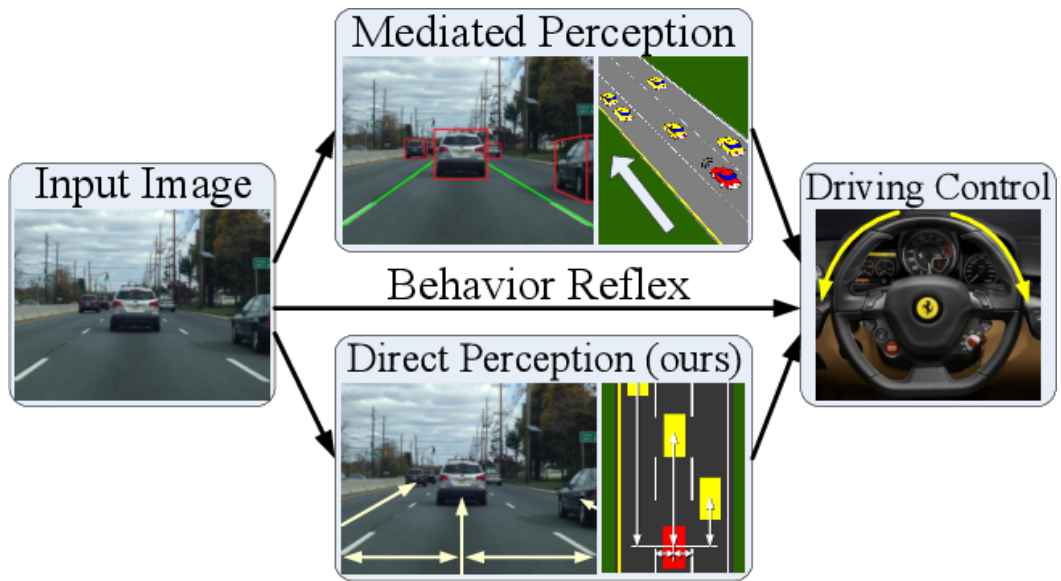 Mediated Perception
Input Image
Driving Control
Behavior Reflex
Direct Perception (ours)